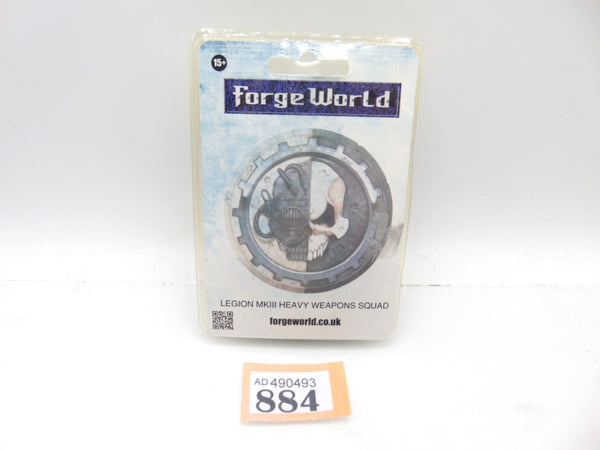 15+
Forge World
LEGION MKIII HEAVY WEAPONS SQUAD
forgeworld.co.uk
AD 490493
884